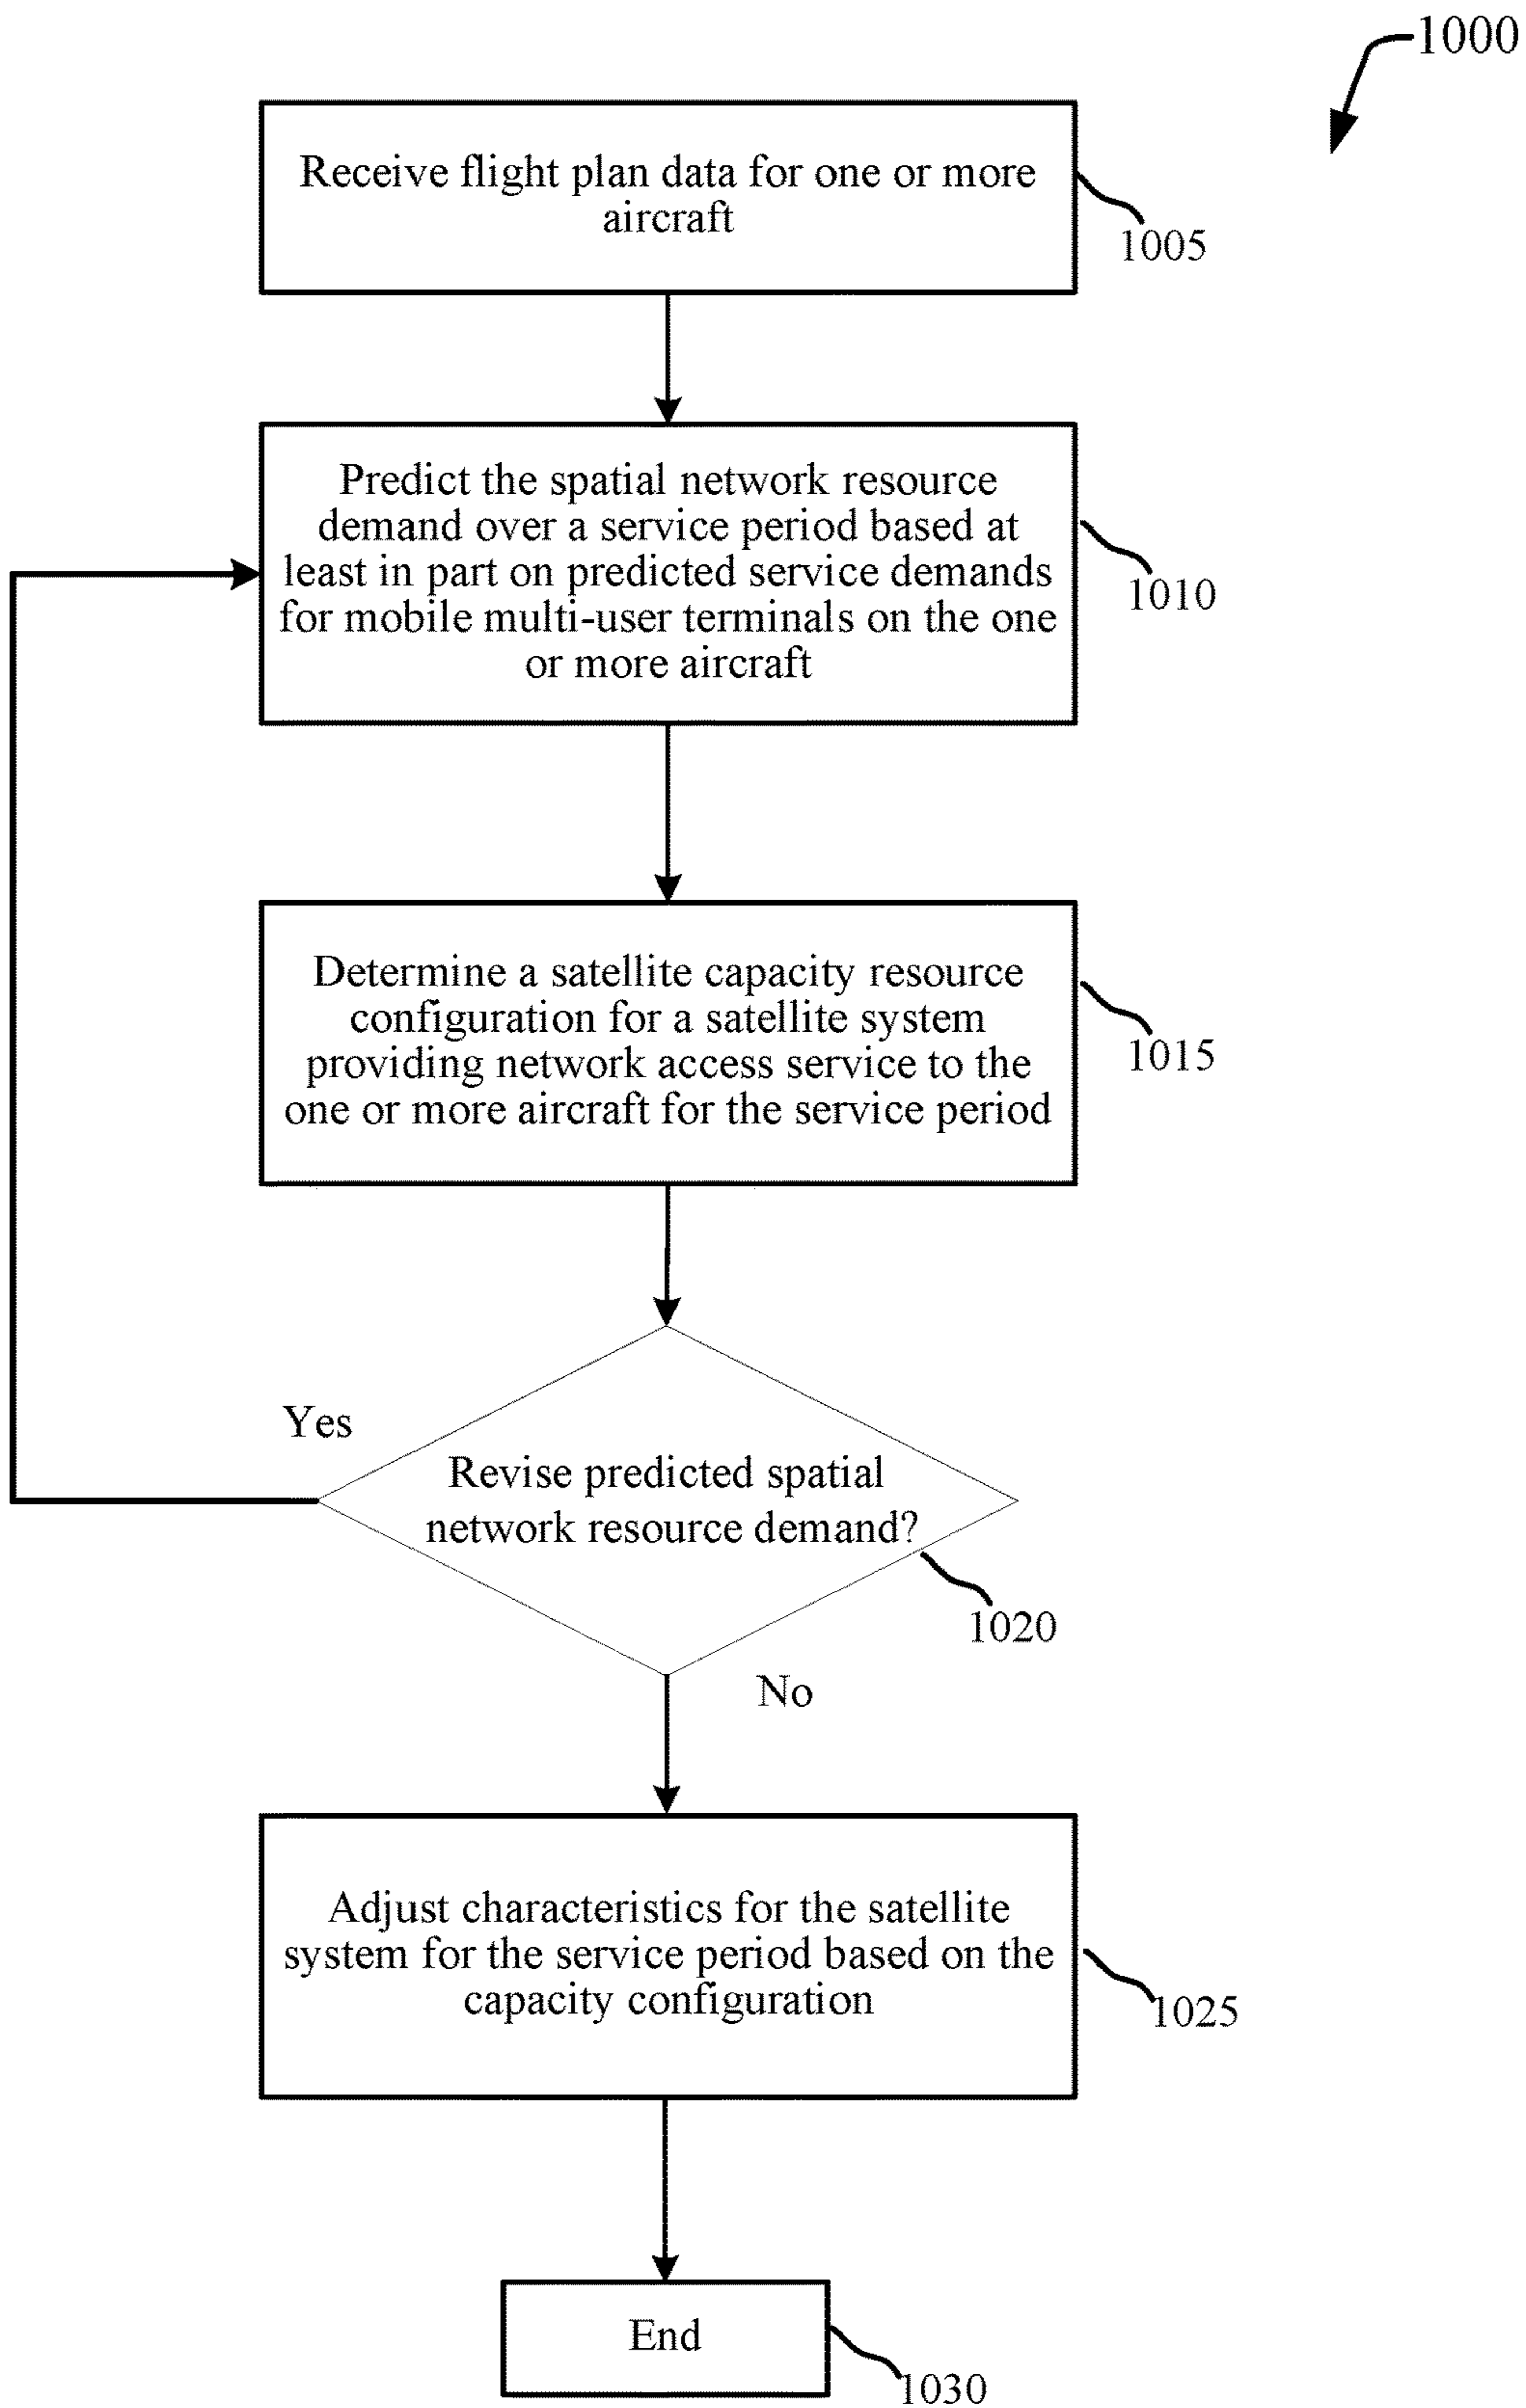 1000
Receive flight plan data for one or more
aircraft
1005
Predict the spatial network resource
demand over a service period based at
least in part on predicted service demands
for mobile multi-user terminals on the one
or more aircraft
1010
Determine a satellite capacity resource
configuration for a satellite system
providing network access service to the
one or more aircraft for the service period
1015
Yes
Revise predicted spatial
network resource demand?
1020
No
Adjust characteristics for the satellite
system for the service period based on the
capacity configuration
1025
End
1030